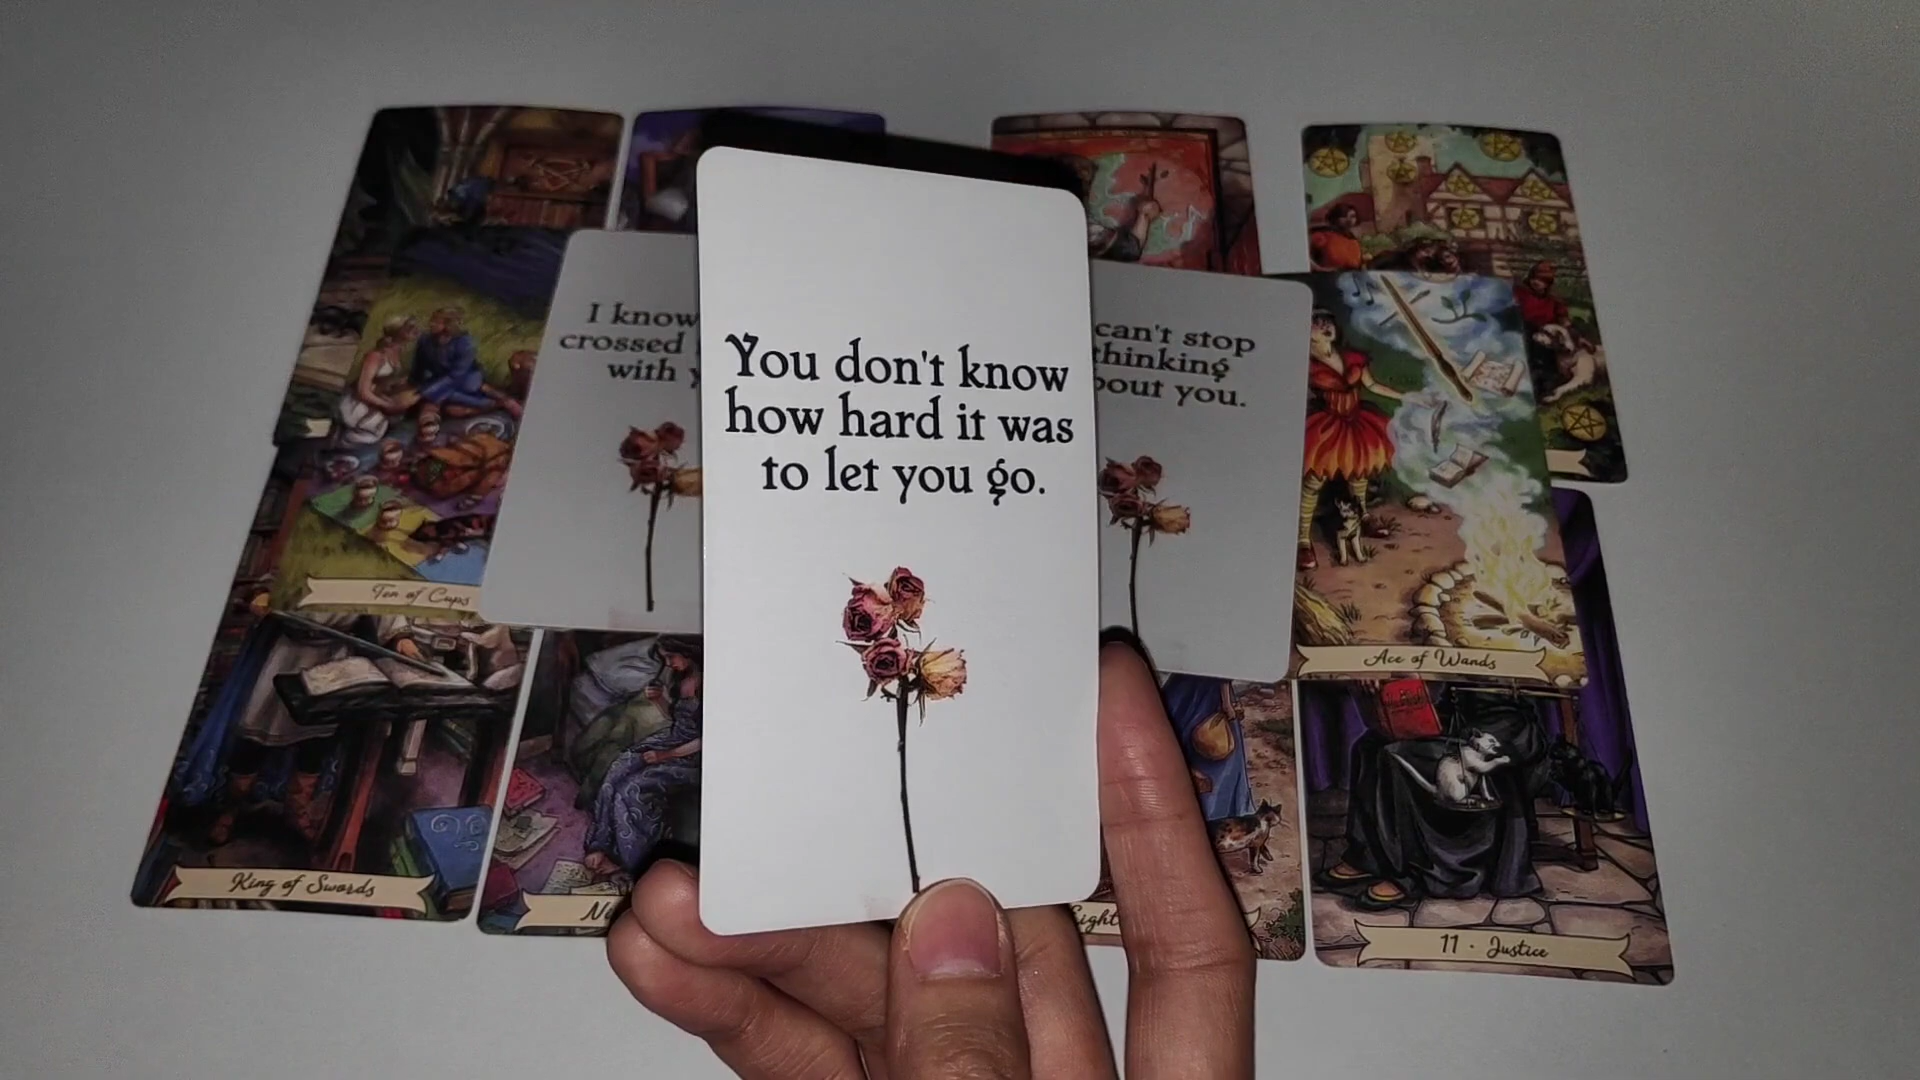 You don't know
how hard it was
to let you go.
I know
crossed
with
can't stop
thinking
about you.
Ten of Cups
Ace of Wands
King of Swords
11 · Justice